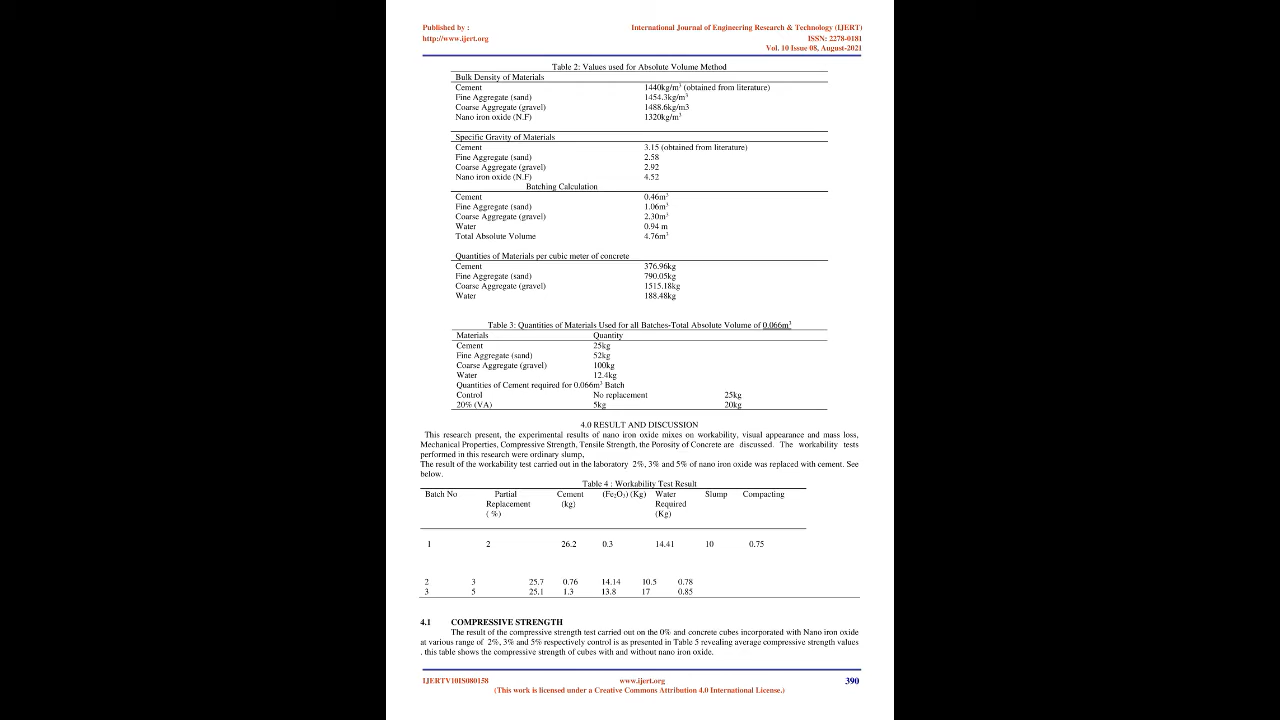 Published by : International Journal of Engineering Research & Technology (IJERT)
http://www.ijert.org ISSN: 2278-0181
Vol. 10 Issue 08, August-2021
Table 2: Values used for Absolute Volume Method
Bulk Density of Materials
Cement 1440kg/m³ (obtained from literature)
Fine Aggregate (sand) 1454.3kg/m³
Coarse Aggregate (gravel) 1488.6kg/m3
Nano iron oxide (N.F) 1320kg/m³
Specific Gravity of Materials
Cement 3.15 (obtained from literature)
Fine Aggregate (sand) 2.58
Coarse Aggregate (gravel) 2.92
Nano iron oxide (N.F) 4.52
Batching Calculation
Cement 0.46m³
Fine Aggregate (sand) 1.06m³
Coarse Aggregate (gravel) 2.30m³
Water 0.94 m
Total Absolute Volume 4.76m³
Quantities of Materials per cubic meter of concrete
Cement 376.96kg
Fine Aggregate (sand) 790.05kg
Coarse Aggregate (gravel) 1515.18kg
Water 188.48kg
Table 3: Quantities of Materials Used for all Batches-Total Absolute Volume of 0.066m³
Materials Quantity
Cement 25kg
Fine Aggregate (sand) 52kg
Coarse Aggregate (gravel) 100kg
Water 12.4kg
Quantities of Cement required for 0.066m³ Batch
Control No replacement 25kg
20% (VA) 5kg 20kg
4.0 RESULT AND DISCUSSION
This research present, the experimental results of nano iron oxide mixes on workability, visual appearance and mass loss,
Mechanical Properties, Compressive Strength, Tensile Strength, the Porosity of Concrete are discussed. The workability tests
performed in this research were ordinary slump,
The result of the workability test carried out in the laboratory 2%, 3% and 5% of nano iron oxide was replaced with cement. See
below.
Table 4 : Workability Test Result
Batch No Partial Cement (Fe₂O₃) (Kg) Water Slump Compacting
Replacement (kg) Required
( %) (Kg)
1 2 26.2 0.3 14.41 10 0.75
2 3 25.7 0.76 14.14 10.5 0.78
3 5 25.1 1.3 13.8 17 0.85
4.1 COMPRESSIVE STRENGTH
The result of the compressive strength test carried out on the 0% and concrete cubes incorporated with Nano iron oxide
at various range of 2%, 3% and 5% respectively control is as presented in Table 5 revealing average compressive strength values
. this table shows the compressive strength of cubes with and without nano iron oxide.
IJERTV10IS080158 www.ijert.org 390
(This work is licensed under a Creative Commons Attribution 4.0 International License.)